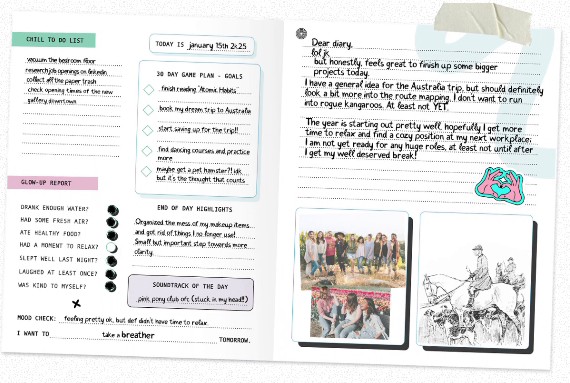 CHILL TO DO LIST
vacuum the bedroom floor
research job openings on linkedin
collect all the paper trash
check opening times of the new
gallery downtown
GLOW-UP REPORT
DRANK ENOUGH WATER?
HAD SOME FRESH AIR?
ATE HEALTHY FOOD?
HAD A MOMENT TO RELAX?
SLEPT WELL LAST NIGHT?
LAUGHED AT LEAST ONCE?
WAS KIND TO MYSELF?
MOOD CHECK: feeling pretty ok, but def didn't have time to relax
I WANT TO take a breather TOMORROW.
TODAY IS january 15th 2k25
30 DAY GAME PLAN - GOALS
finish reading "Atomic Habits"
book my dream trip to Australia
start saving up for the trip!!
find dancing courses and practice
more
maybe get a pet hamster?! idk
but it's the thought that counts
END OF DAY HIGHLIGHTS
Organized the mess of my makeup items
and got rid of things I no longer use!
Small but important step towards more
clarity.
SOUNDTRACK OF THE DAY
pink pony club ofc (stuck in my head!!)
Dear diary,
lol jk
but honestly, feels great to finish up some bigger
projects today.
I have a general idea for the Australia trip, but should definitely
look a bit more into the route mapping. I don't want to run
into rogue kangaroos. At least not YET.
The year is starting out pretty well, hopefully I get more
time to relax and find a cozy position at my next workplace;
I am not yet ready for any huge roles, at least not until after
I get my well deserved break!